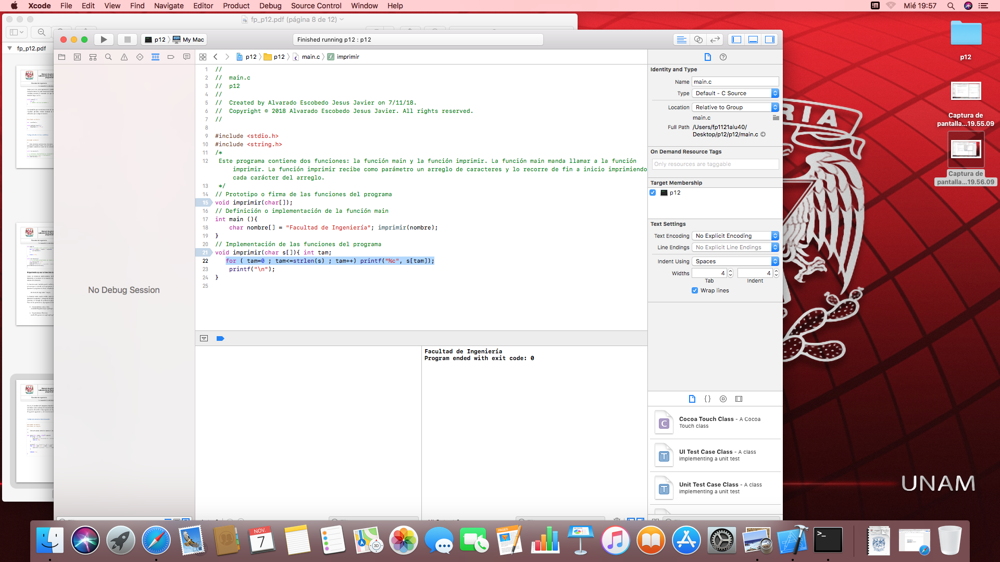 Xcode File Edit View Find Navigate Editor Product Debug Source Control Window Help
Mié 19:57
fp_p12.pdf (página 8 de 12)
fp_p12.pdf
p12 My Mac
Finished running p12 : p12
p12 p12 main.c imprimir
No Debug Session
1 //
2 //  main.c
3 //  p12
4 //
5 //  Created by Alvarado Escobedo Jesus Javier on 7/11/18.
6 //  Copyright © 2018 Alvarado Escobedo Jesus Javier. All rights reserved.
7 //
8
9 #include <stdio.h>
10 #include <string.h>
11 /*
12  Este programa contiene dos funciones: la función main y la función imprimir. La función main manda llamar a la función
imprimir. La función imprimir recibe como parámetro un arreglo de caracteres y lo recorre de fin a inicio imprimiendo
cada carácter del arreglo.
13  */
14 // Prototipo o firma de las funciones del programa
15 void imprimir(char[]);
16 // Definición o implementación de la función main
17 int main (){
18     char nombre[] = "Facultad de Ingeniería"; imprimir(nombre);
19 }
20 // Implementación de las funciones del programa
21 void imprimir(char s[]){ int tam;
22    for ( tam=0 ; tam<=strlen(s) ; tam++) printf("%c", s[tam]);
23     printf("\n");
24 }
25
Facultad de Ingeniería
Program ended with exit code: 0
Identity and Type
Name main.c
Type Default - C Source
Location Relative to Group
main.c
Full Path /Users/fp1121alu40/
Desktop/p12/p12/main.c
On Demand Resource Tags
Only resources are taggable
Target Membership
p12
Text Settings
Text Encoding No Explicit Encoding
Line Endings No Explicit Line Endings
Indent Using Spaces
Widths 4 4
Tab Indent
Wrap lines
Cocoa Touch Class - A Cocoa
Touch class
UI Test Case Class - A class
implementing a unit test
Unit Test Case Class - A class
implementing a unit test
p12
Captura de
pantalla...19.55.09
Captura de
pantalla...19.56.09
RIA
UNAM
NOV.
7
PAGES
3D